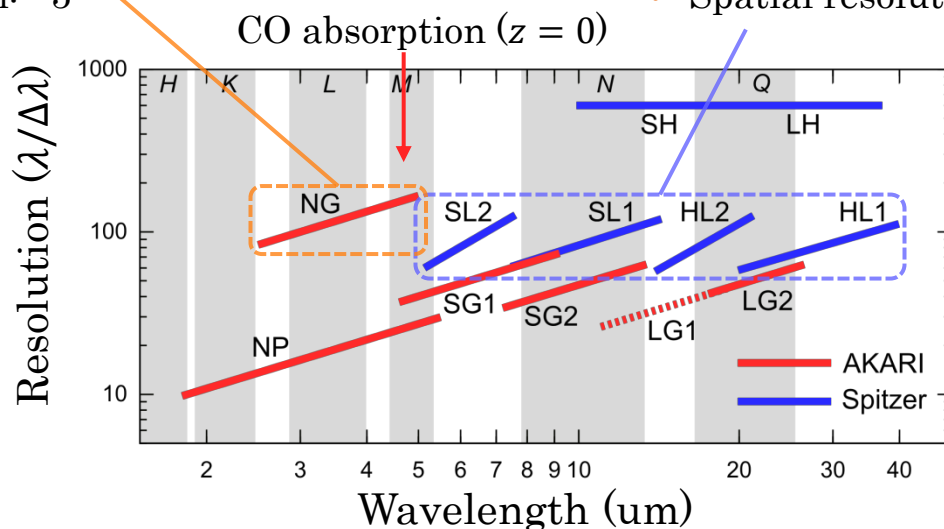 Spatial resolut
CO absorption (z = 0)
Resolution (λ/Δλ)
1000
100
10
H K L M N Q
SH LH
NG SL2 SL1 HL2 HL1
SG1 SG2 LG1 LG2
NP
AKARI
Spitzer
2 3 4 5 6 7 8 9 10 20 30 40
Wavelength (um)